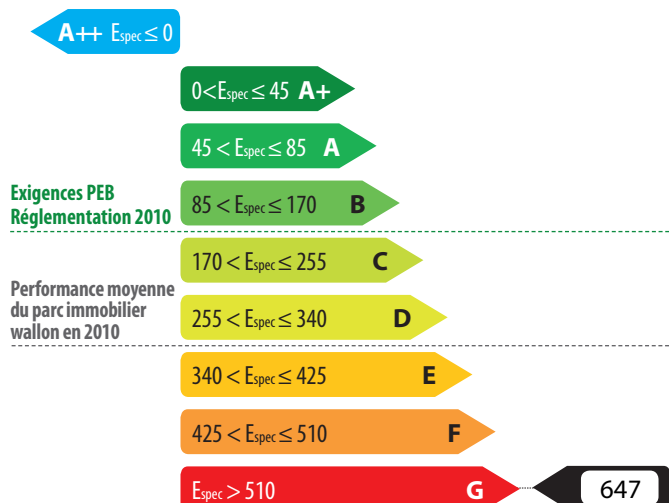 A++ Espec ≤ 0
0<Espec ≤ 45 A+
45 < Espec ≤ 85 A
Exigences PEB
Réglementation 2010
85 < Espec ≤ 170 B
170 < Espec ≤ 255 C
Performance moyenne
du parc immobilier
wallon en 2010
255 < Espec ≤ 340 D
340 < Espec ≤ 425 E
425 < Espec ≤ 510 F
Espec > 510 G 647